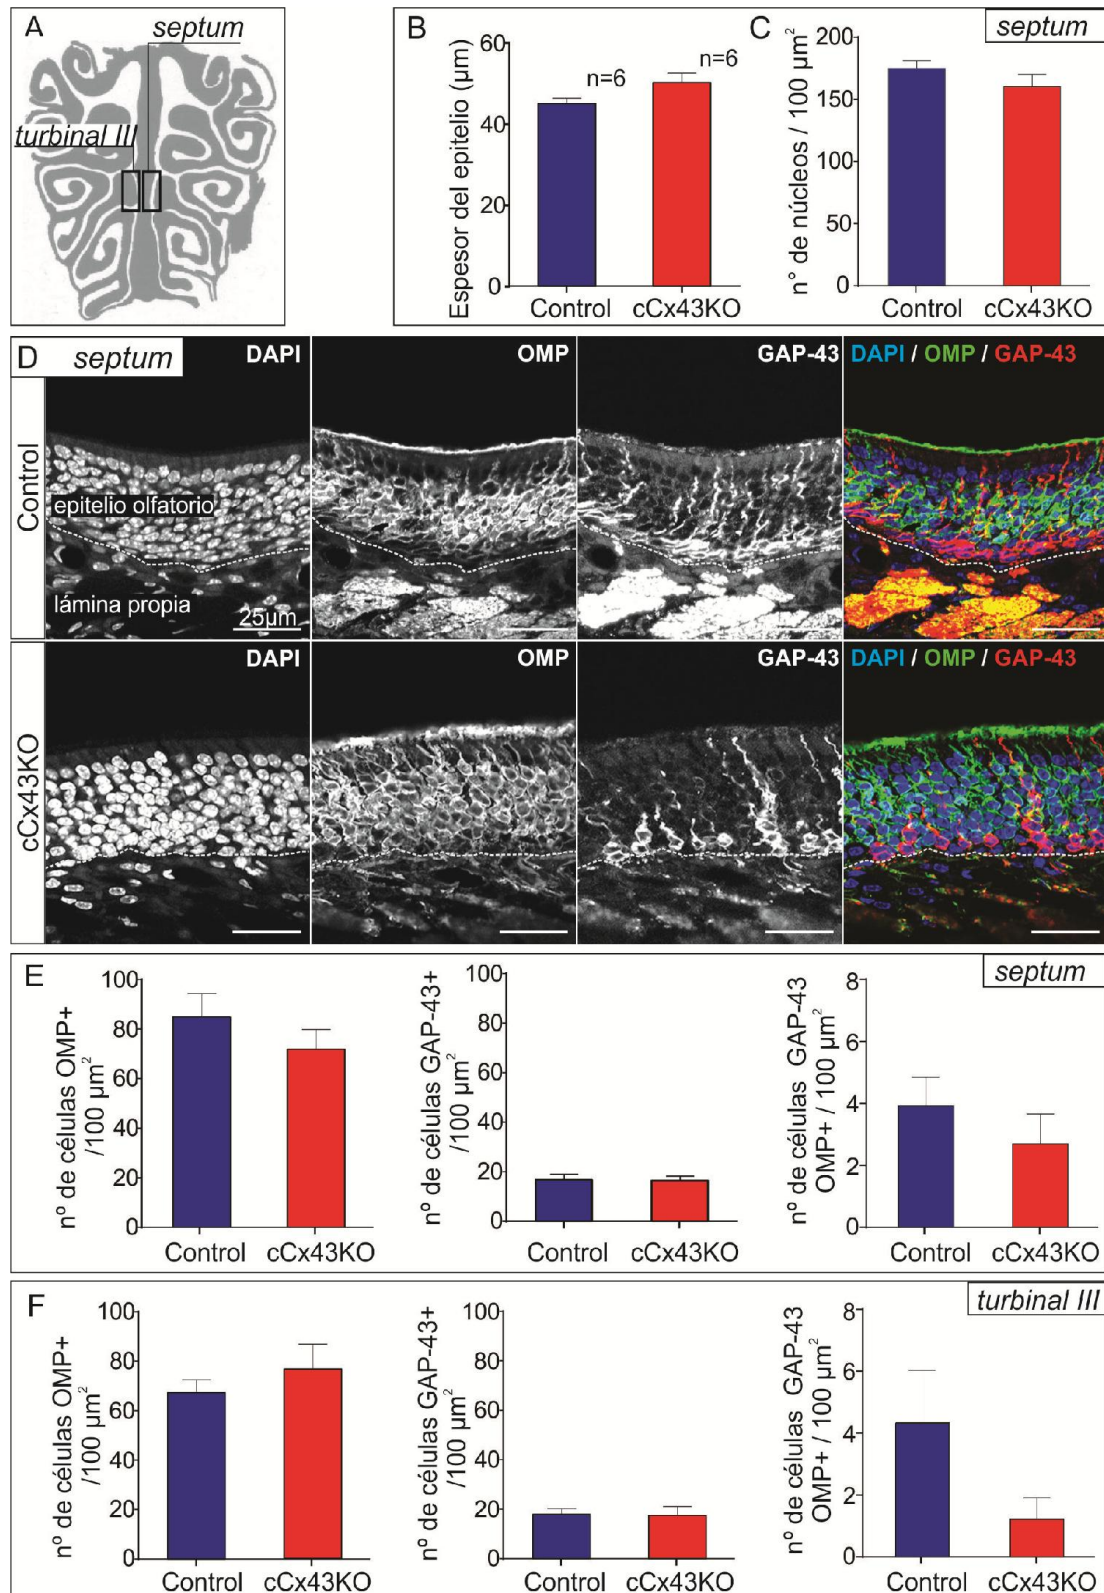 A
septum
turbinal III
B
Espesor del epitelio (µm)
60
40
20
0
n=6
n=6
Control
cCx43KO
C
septum
n° de núcleos / 100 µm²
200
150
100
50
0
Control
cCx43KO
D
septum
Control
DAPI
OMP
GAP-43
DAPI / OMP / GAP-43
epitelio olfatorio
lámina propia
25µm
cCx43KO
DAPI
OMP
GAP-43
DAPI / OMP / GAP-43
E
septum
nº de células OMP+
/100 µm²
100
80
60
40
20
0
Control
cCx43KO
nº de células GAP-43+
/100 µm²
100
80
60
40
20
0
Control
cCx43KO
nº de células GAP-43
OMP+ / 100 µm²
8
6
4
2
0
Control
cCx43KO
F
turbinal III
nº de células OMP+
/100 µm²
100
80
60
40
20
0
Control
cCx43KO
nº de células GAP-43+
/100 µm²
100
80
60
40
20
0
Control
cCx43KO
nº de células GAP-43
OMP+ / 100 µm²
8
6
4
2
0
Control
cCx43KO